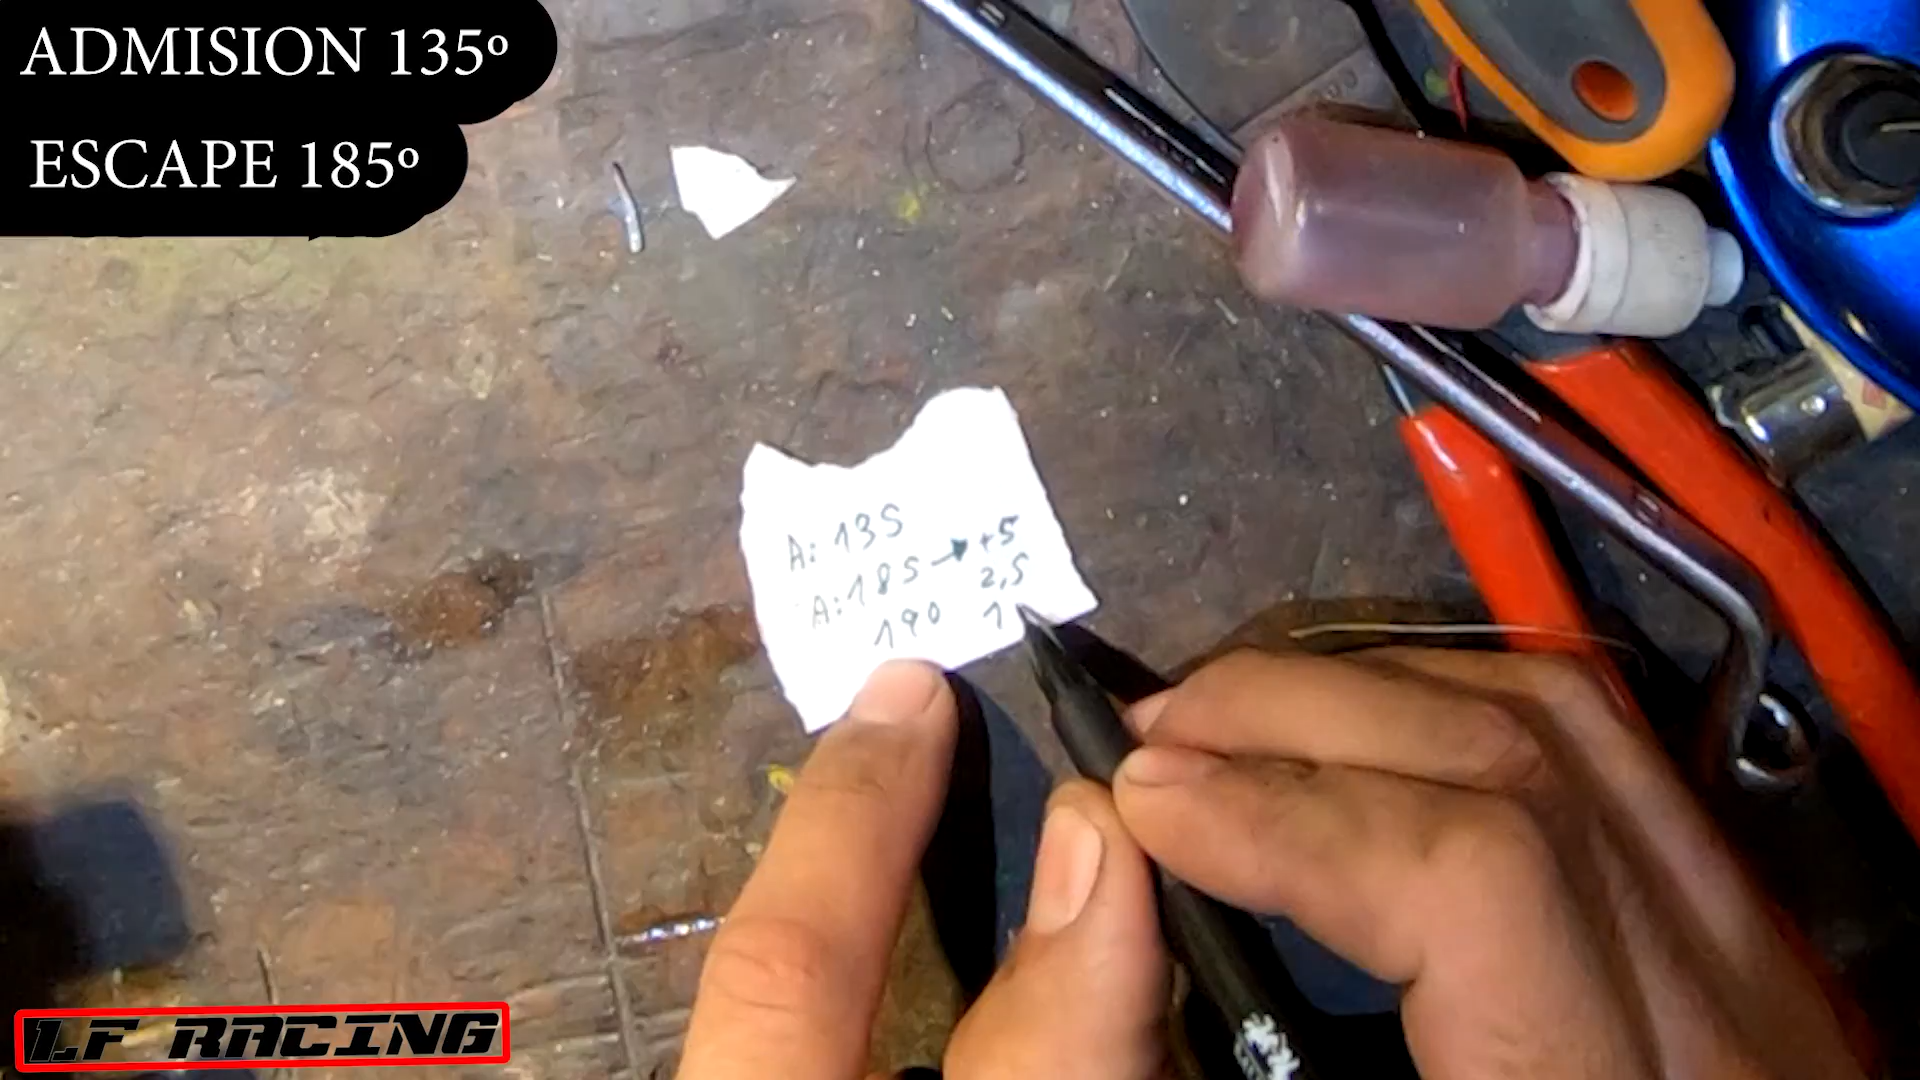 ADMISION 135º
ESCAPE 185º
A: 135
A: 185 → +5
2,5
190 1
LF RACING